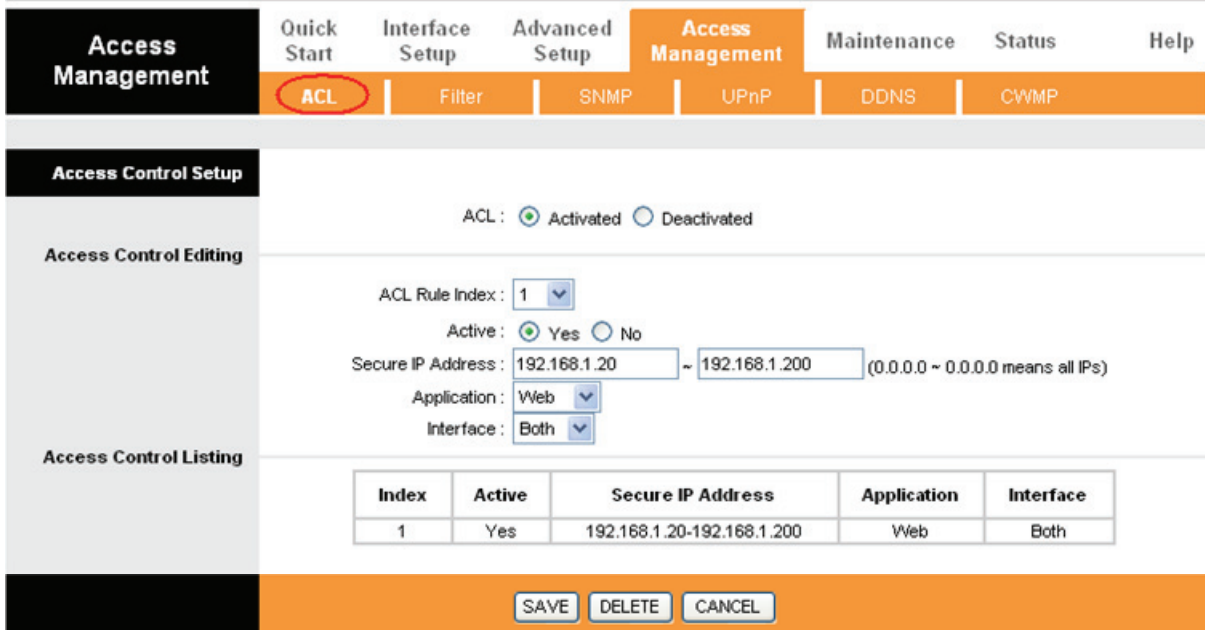 Access Management
Quick Start
Interface Setup
Advanced Setup
Access Management
Maintenance
Status
Help
ACL
Filter
SNMP
UPnP
DDNS
CWMP
Access Control Setup
ACL : Activated Deactivated
Access Control Editing
ACL Rule Index : 1
Active : Yes No
Secure IP Address : 192.168.1.20 ~ 192.168.1.200 (0.0.0.0 ~ 0.0.0.0 means all IPs)
Application : Web
Interface : Both
Access Control Listing
Index Active Secure IP Address Application Interface
1 Yes 192.168.1.20-192.168.1.200 Web Both
SAVE DELETE CANCEL